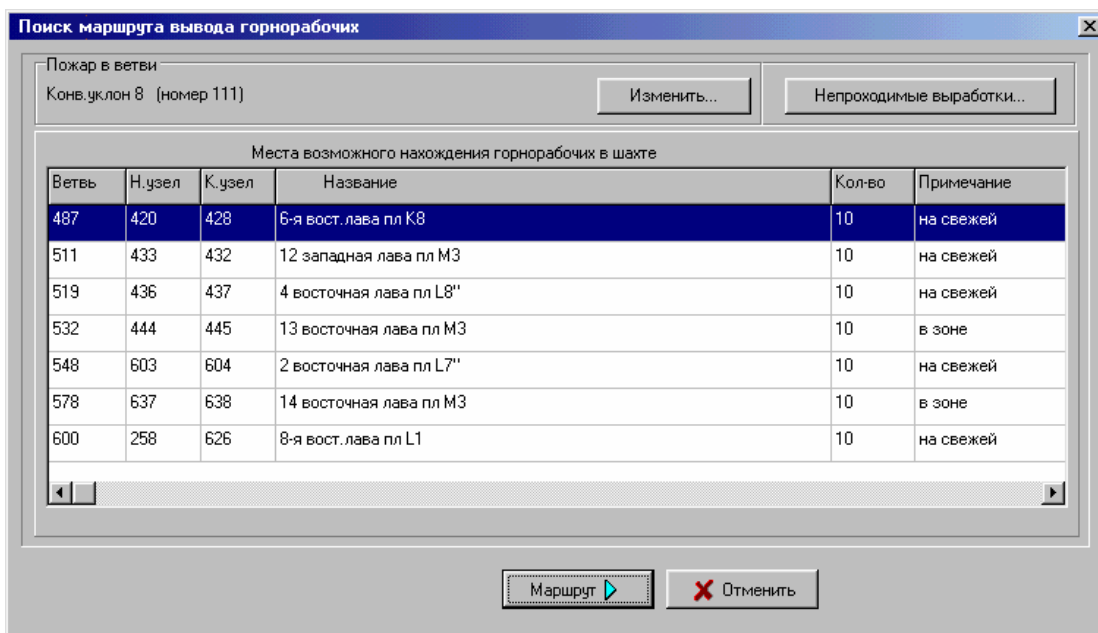 Поиск маршрута вывода горнорабочих
Пожар в ветви
Конв.уклон 8 (номер 111)
Изменить...
Непроходимые выработки...
Места возможного нахождения горнорабочих в шахте
Ветвь Н.узел К.узел Название Кол-во Примечание
487 420 428 6-я вост.лава пл K8 10 на свежей
511 433 432 12 западная лава пл М3 10 на свежей
519 436 437 4 восточная лава пл L8'' 10 на свежей
532 444 445 13 восточная лава пл М3 10 в зоне
548 603 604 2 восточная лава пл L7'' 10 на свежей
578 637 638 14 восточная лава пл М3 10 в зоне
600 258 626 8-я вост.лава пл L1 10 на свежей
Маршрут Отменить